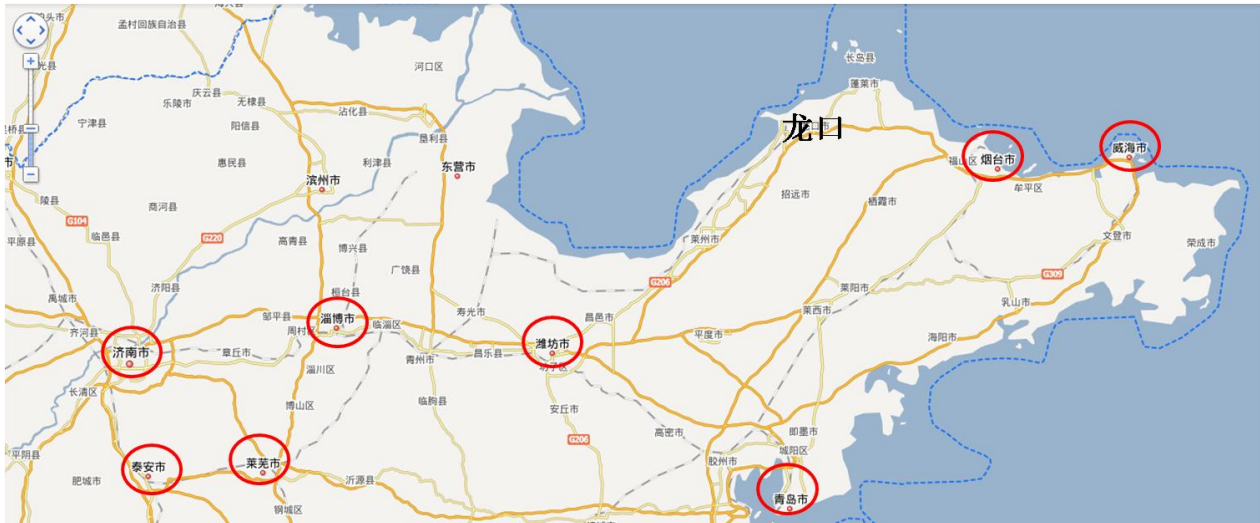 孟村回族自治县
光县
河口区
长岛县
蓬莱市
庆云县
乐陵市
无棣县
沾化县
宁津县
阳信县
垦利县
龙口
口市
威海市
惠民县
利津县
东营市
福山区
烟台市
滨州市
牟平区
陵县
商河县
招远市
栖霞市
G104
临邑县
G220
平原县
高青县
博兴县
莱州市
文登市
荣成市
广饶县
G206
G309
济阳县
禹城市
桓台县
莱阳市
乳山市
邹平县
淄博市
临淄区
寿光市
昌邑市
莱西市
齐河县
周村区
平度市
海阳市
济南市
章丘市
青州市
昌乐县
潍坊市
坊子区
淄川区
长清区
博山区
临朐县
安丘市
G206
高密市
即墨市
平阴县
泰安市
莱芜市
胶州市
城阳区
肥城市
沂源县
青岛市
钢城区